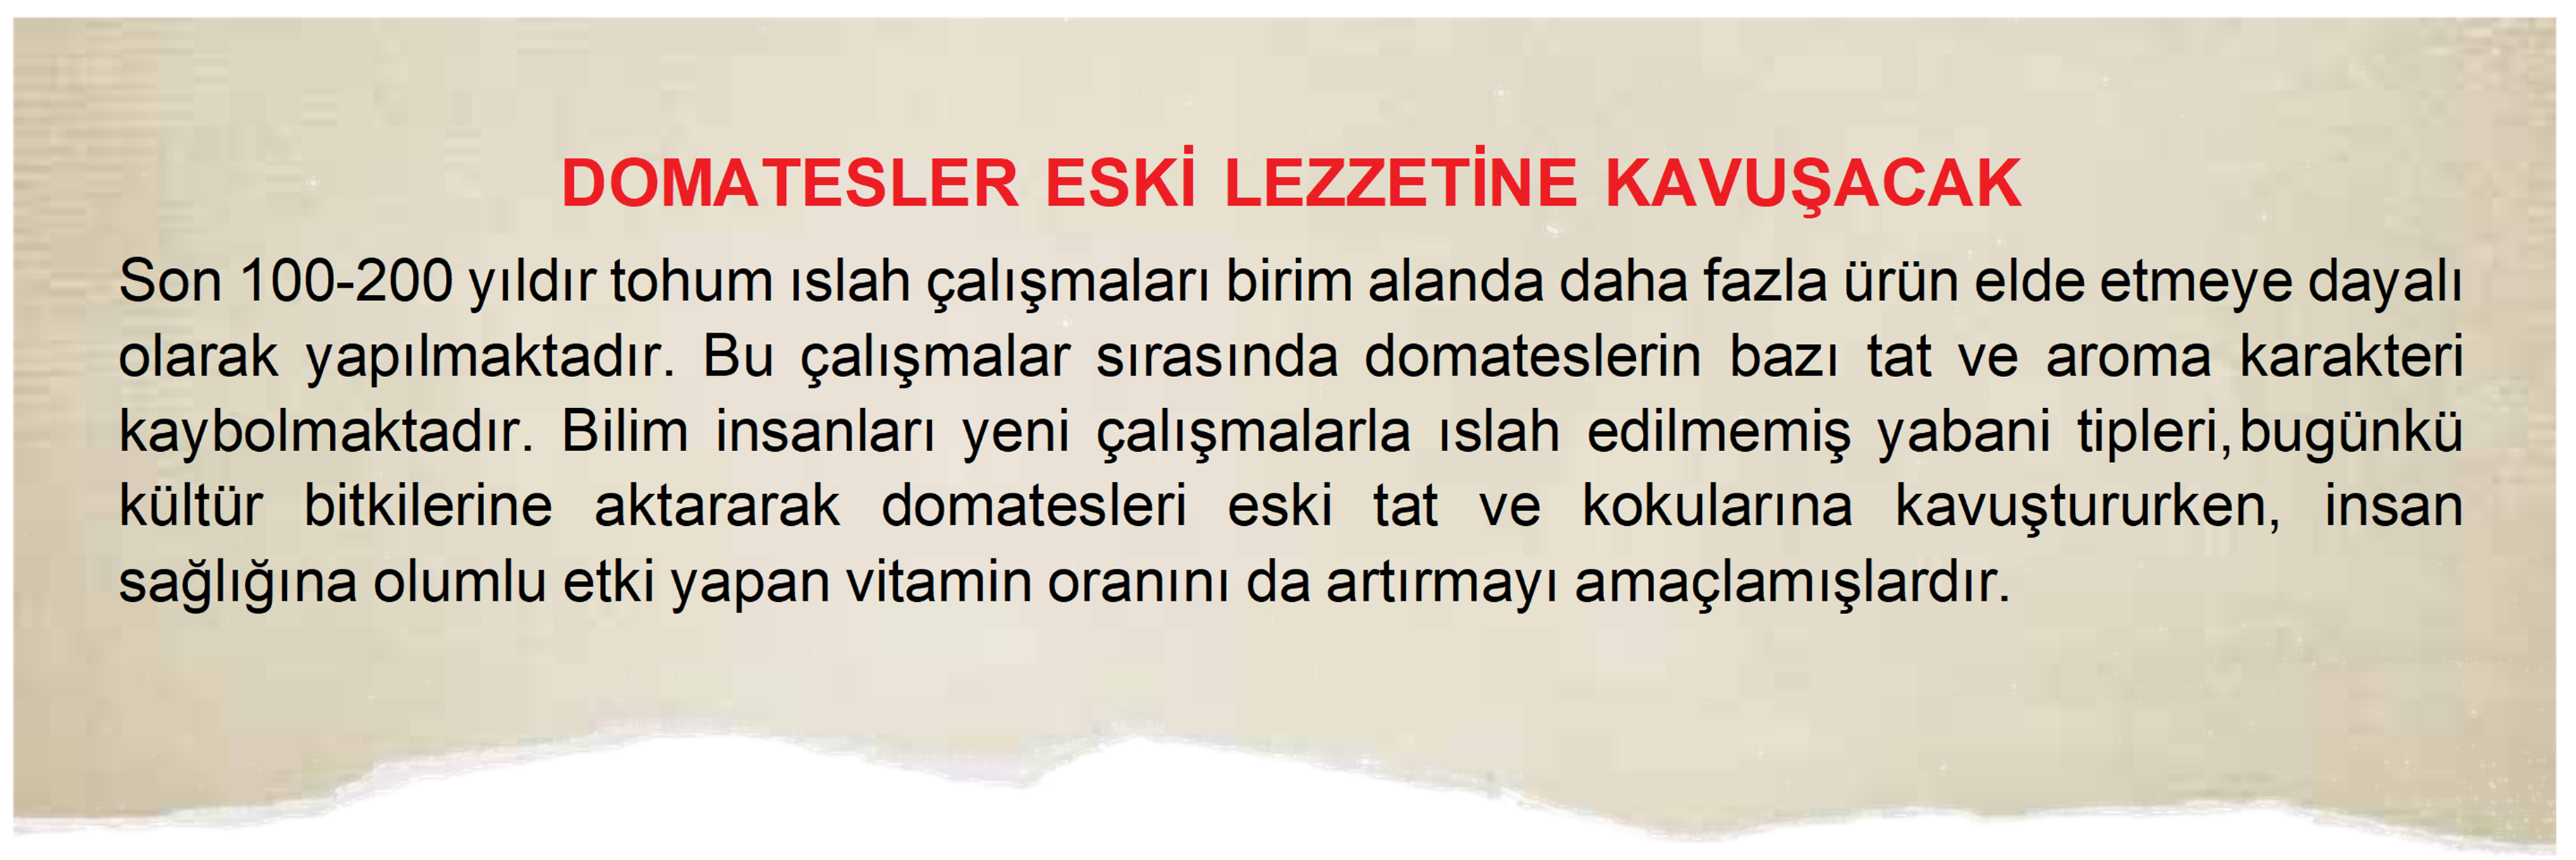 DOMATESLER ESKİ LEZZETİNE KAVUŞACAK
Son 100-200 yıldır tohum ıslah çalışmaları birim alanda daha fazla ürün elde etmeye dayalı
olarak yapılmaktadır. Bu çalışmalar sırasında domateslerin bazı tat ve aroma karakteri
kaybolmaktadır. Bilim insanları yeni çalışmalarla ıslah edilmemiş yabani tipleri,bugünkü
kültür bitkilerine aktararak domatesleri eski tat ve kokularına kavuştururken, insan
sağlığına olumlu etki yapan vitamin oranını da artırmayı amaçlamışlardır.